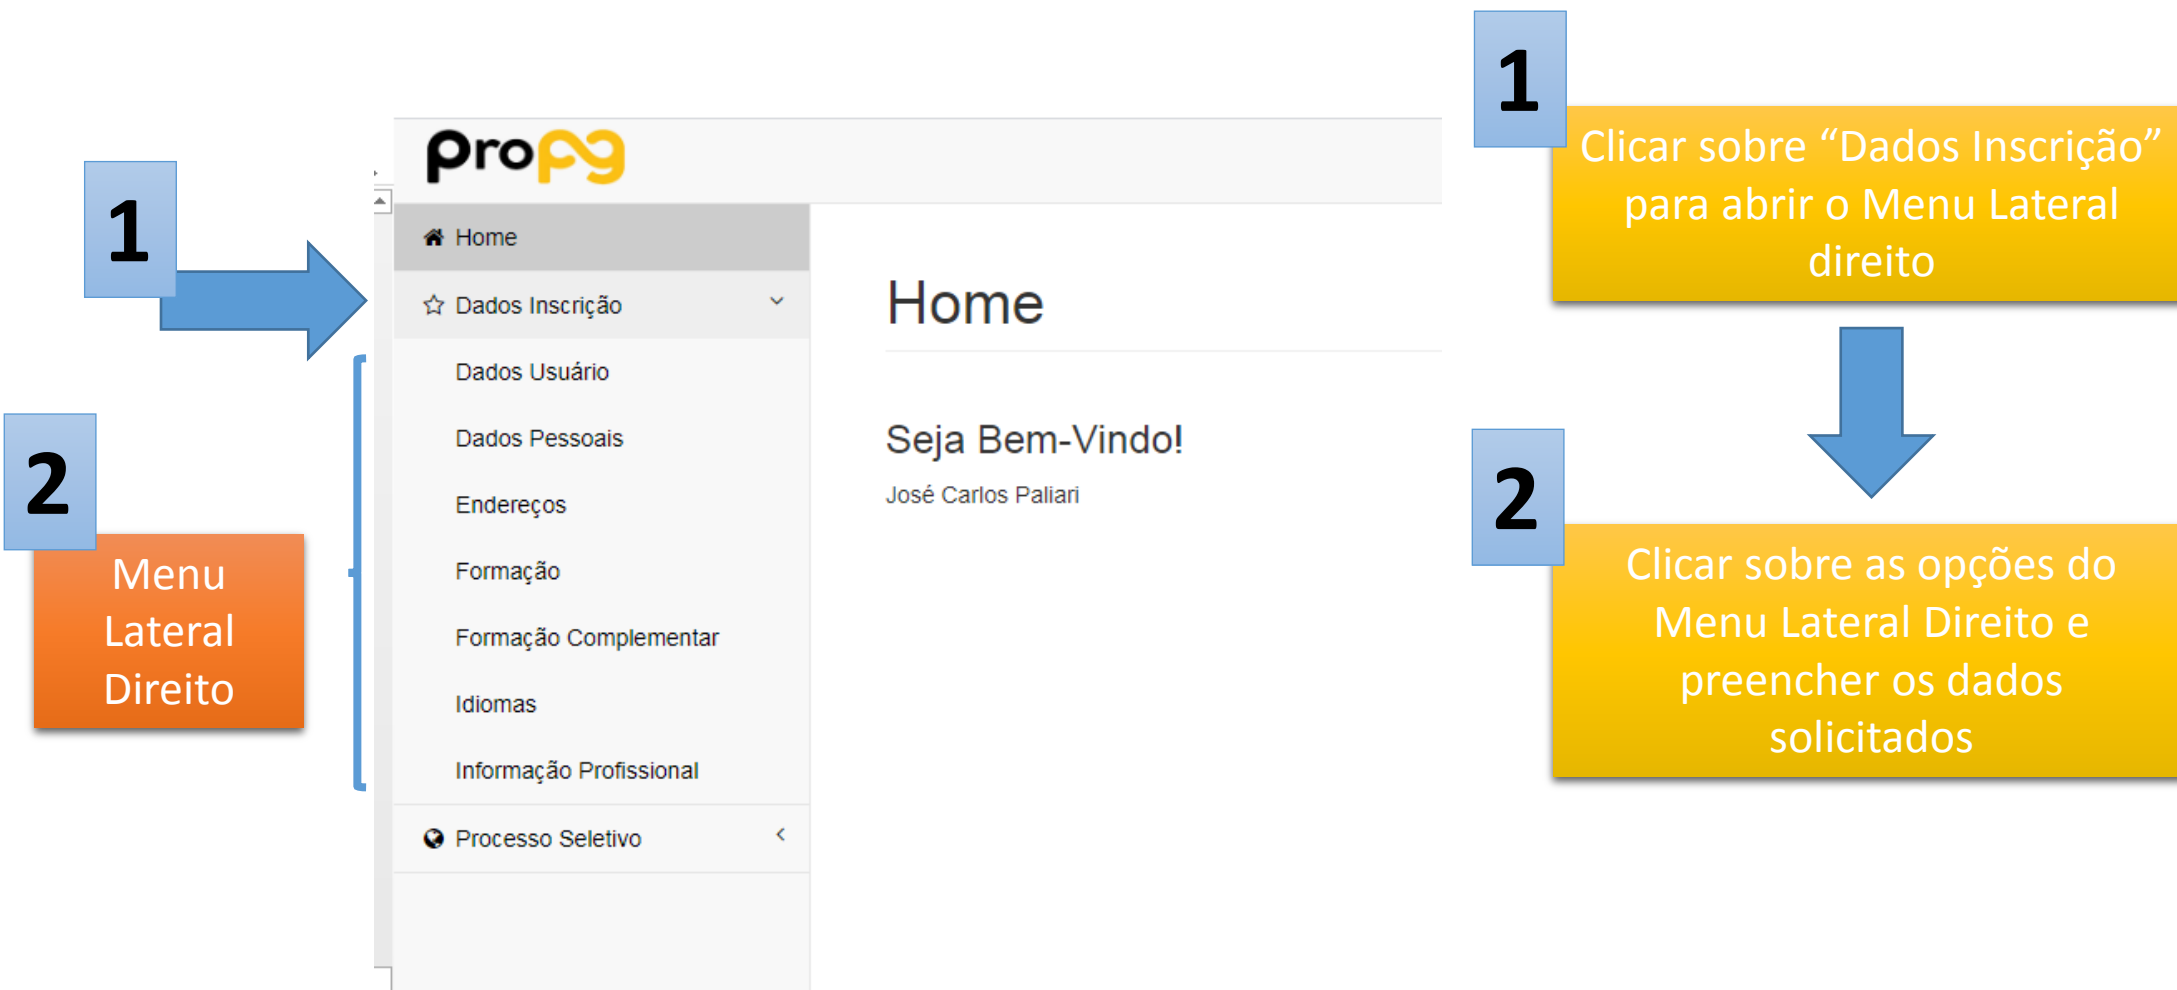 1
2
Menu
Lateral
Direito
propg
Home
Dados Inscrição
Dados Usuário
Dados Pessoais
Endereços
Formação
Formação Complementar
Idiomas
Informação Profissional
Processo Seletivo
Home
Seja Bem-Vindo!
José Carlos Paliari
1
Clicar sobre “Dados Inscrição”
para abrir o Menu Lateral
direito
2
Clicar sobre as opções do
Menu Lateral Direito e
preencher os dados
solicitados